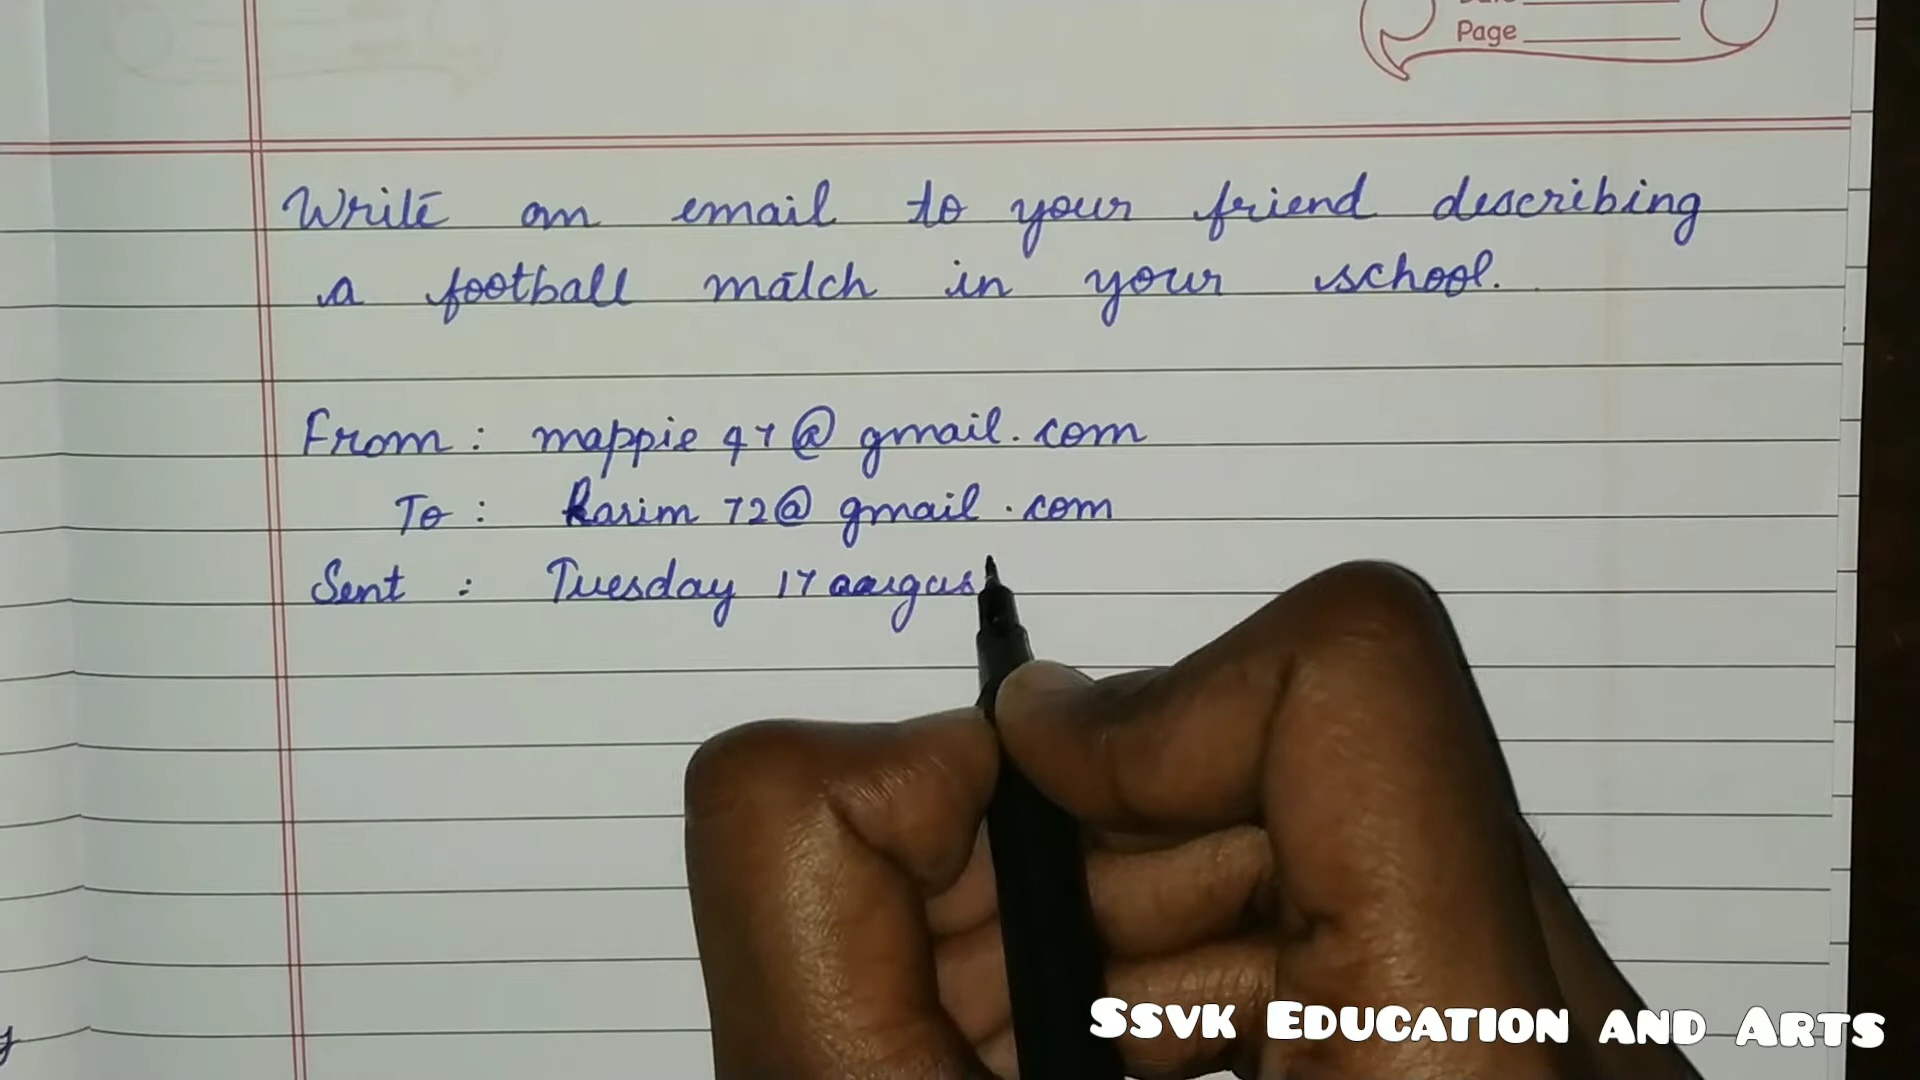 Page
Write an email to your friend describing
a football match in your school.
From : mappie 47@gmail.com
To : Karim 72@gmail.com
Sent : Tuesday 17 augus
Ssvk Education and Arts